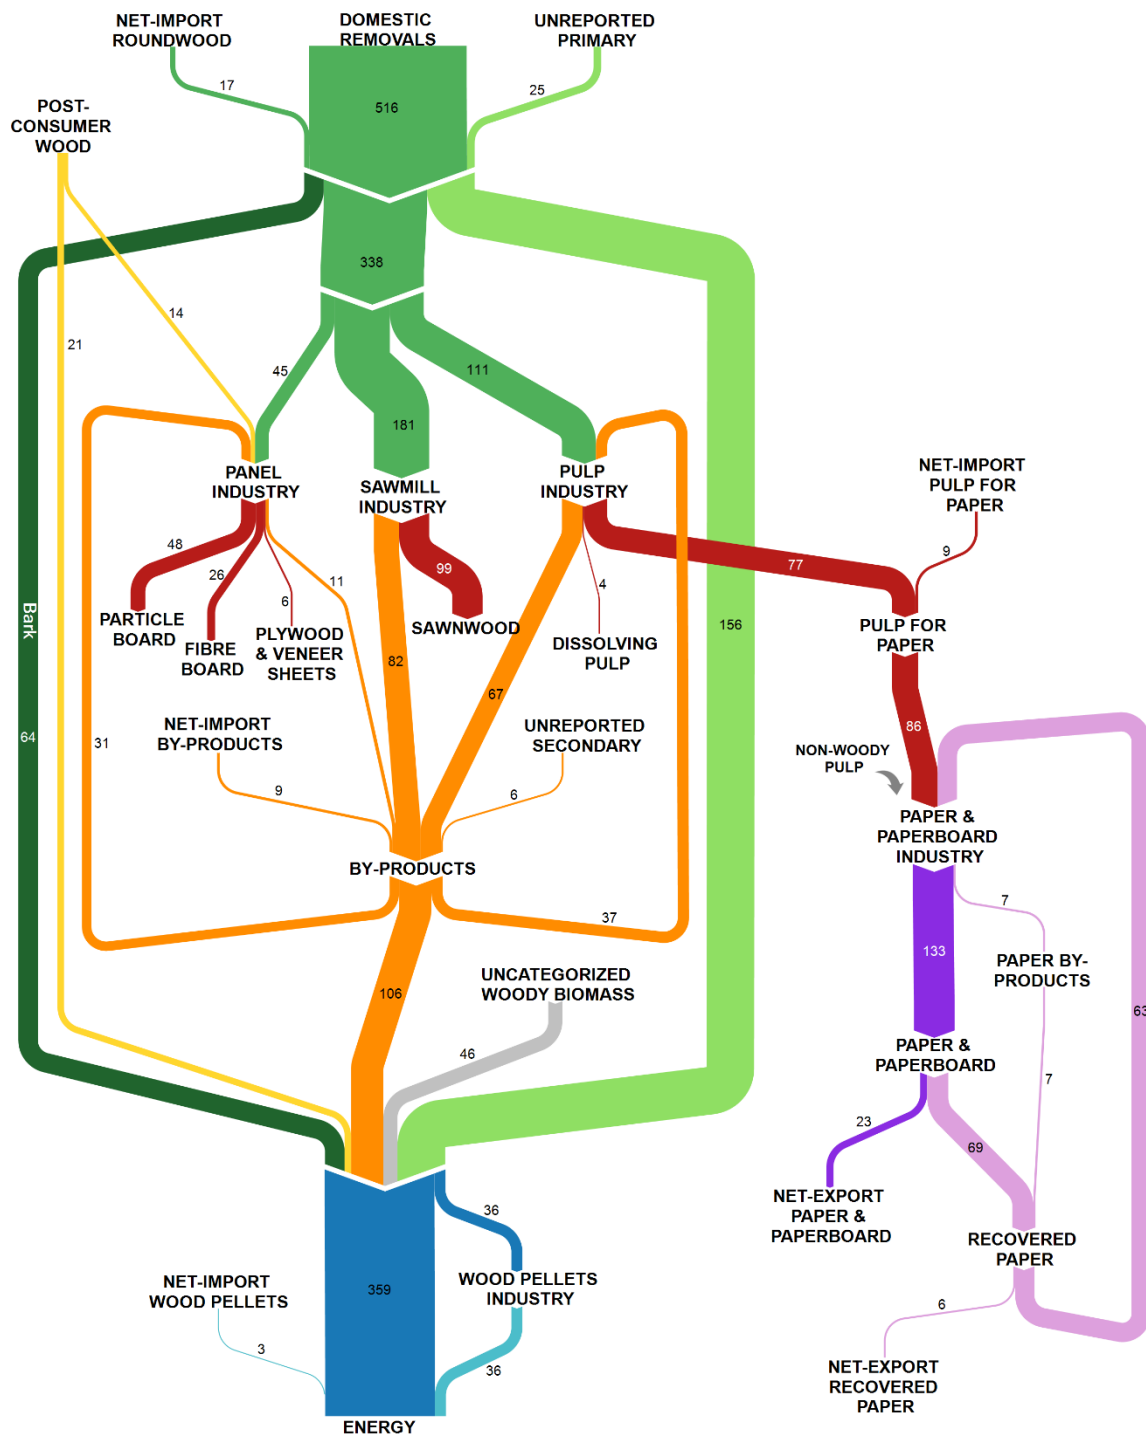 NET-IMPORT
ROUNDWOOD
DOMESTIC
REMOVALS
UNREPORTED
PRIMARY
17
516
25
POST-
CONSUMER
WOOD
338
14
21
45
111
181
PANEL
INDUSTRY
SAWMILL
INDUSTRY
PULP
INDUSTRY
NET-IMPORT
PULP FOR
PAPER
48
26
6
11
99
4
77
9
PARTICLE
BOARD
FIBRE
BOARD
PLYWOOD
& VENEER
SHEETS
SAWNWOOD
DISSOLVING
PULP
156
PULP FOR
PAPER
Bark
82
67
64
31
NET-IMPORT
BY-PRODUCTS
UNREPORTED
SECONDARY
86
NON-WOODY
PULP
9
6
PAPER &
PAPERBOARD
INDUSTRY
BY-PRODUCTS
37
7
133
PAPER BY-
PRODUCTS
63
UNCATEGORIZED
WOODY BIOMASS
106
46
PAPER &
PAPERBOARD
7
23
69
NET-EXPORT
PAPER &
PAPERBOARD
RECOVERED
PAPER
36
NET-IMPORT
WOOD PELLETS
359
WOOD PELLETS
INDUSTRY
6
3
36
NET-EXPORT
RECOVERED
PAPER
ENERGY